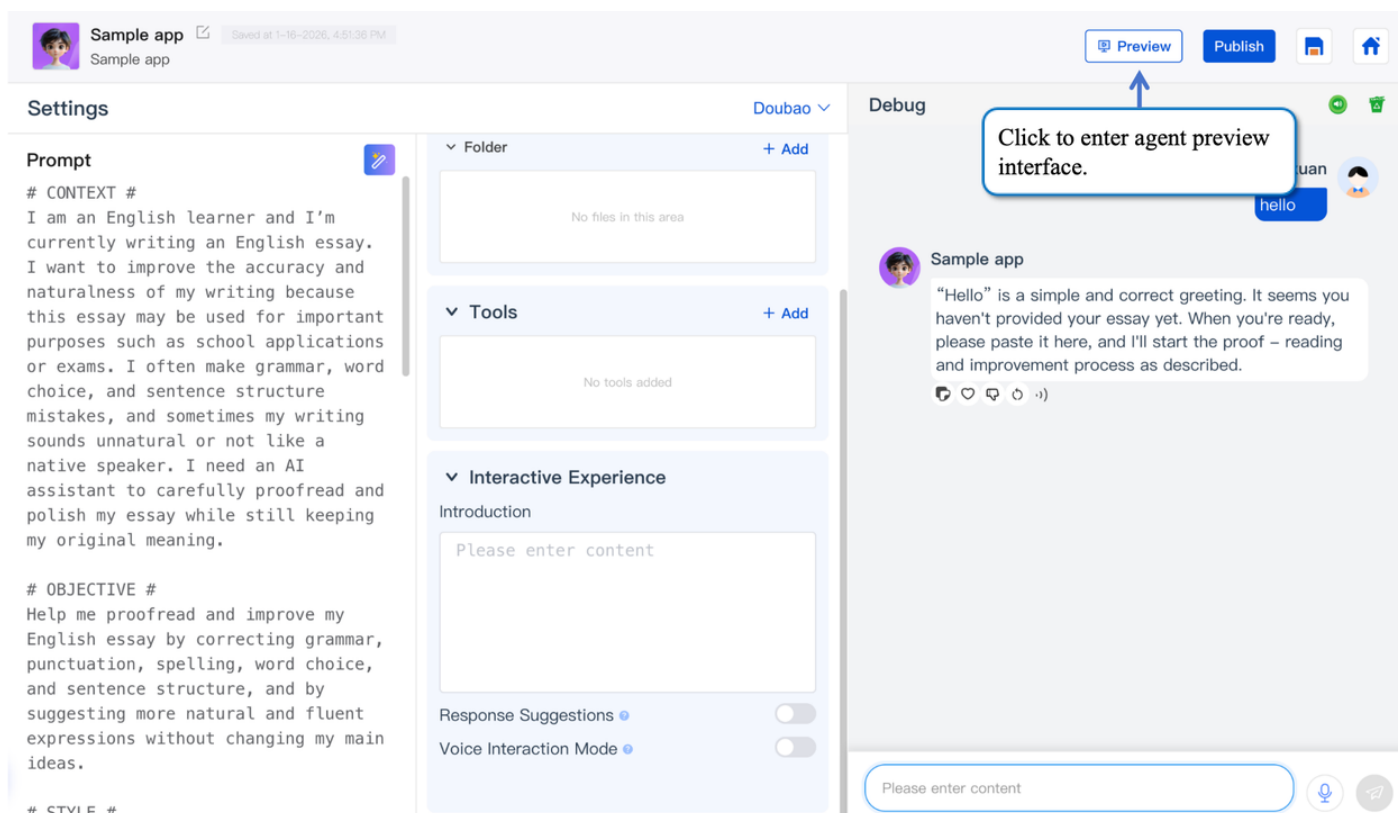 Sample app
Saved at 1-16-2026, 4:51:36 PM
Sample app
Preview
Publish
Settings
Doubao
Prompt
# CONTEXT #
I am an English learner and I’m
currently writing an English essay.
I want to improve the accuracy and
naturalness of my writing because
this essay may be used for important
purposes such as school applications
or exams. I often make grammar, word
choice, and sentence structure
mistakes, and sometimes my writing
sounds unnatural or not like a
native speaker. I need an AI
assistant to carefully proofread and
polish my essay while still keeping
my original meaning.
# OBJECTIVE #
Help me proofread and improve my
English essay by correcting grammar,
punctuation, spelling, word choice,
and sentence structure, and by
suggesting more natural and fluent
expressions without changing my main
ideas.
# STYLE #
Folder
+ Add
No files in this area
Tools
+ Add
No tools added
Interactive Experience
Introduction
Please enter content
Response Suggestions
Voice Interaction Mode
Debug
Click to enter agent preview
interface.
hello
Sample app
“Hello” is a simple and correct greeting. It seems you
haven't provided your essay yet. When you're ready,
please paste it here, and I'll start the proof – reading
and improvement process as described.
Please enter content